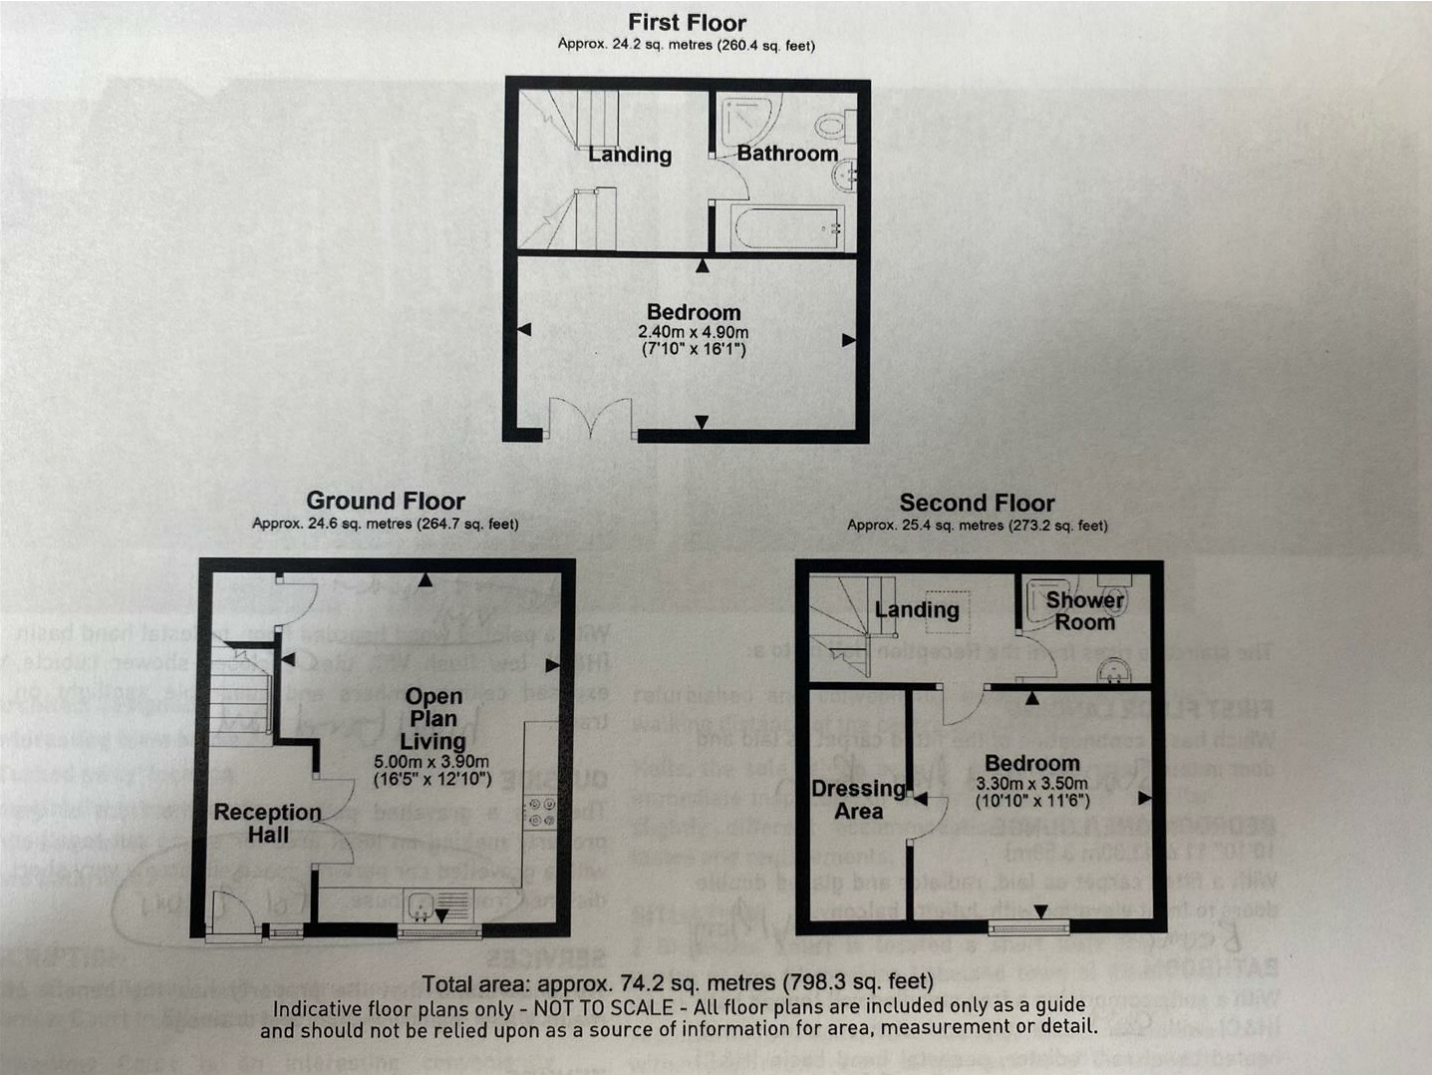 First Floor
Approx. 24.2 sq. metres (260.4 sq. feet)
Landing
Bathroom
Bedroom
2.40m x 4.90m
(7'10" x 16'1")
Ground Floor
Approx. 24.6 sq. metres (264.7 sq. feet)
Open
Plan
Living
5.00m x 3.90m
(16'5" x 12'10")
Reception
Hall
Second Floor
Approx. 25.4 sq. metres (273.2 sq. feet)
Landing
Shower
Room
Dressing
Area
Bedroom
3.30m x 3.50m
(10'10" x 11'6")
Total area: approx. 74.2 sq. metres (798.3 sq. feet)
Indicative floor plans only - NOT TO SCALE - All floor plans are included only as a guide
and should not be relied upon as a source of information for area, measurement or detail.